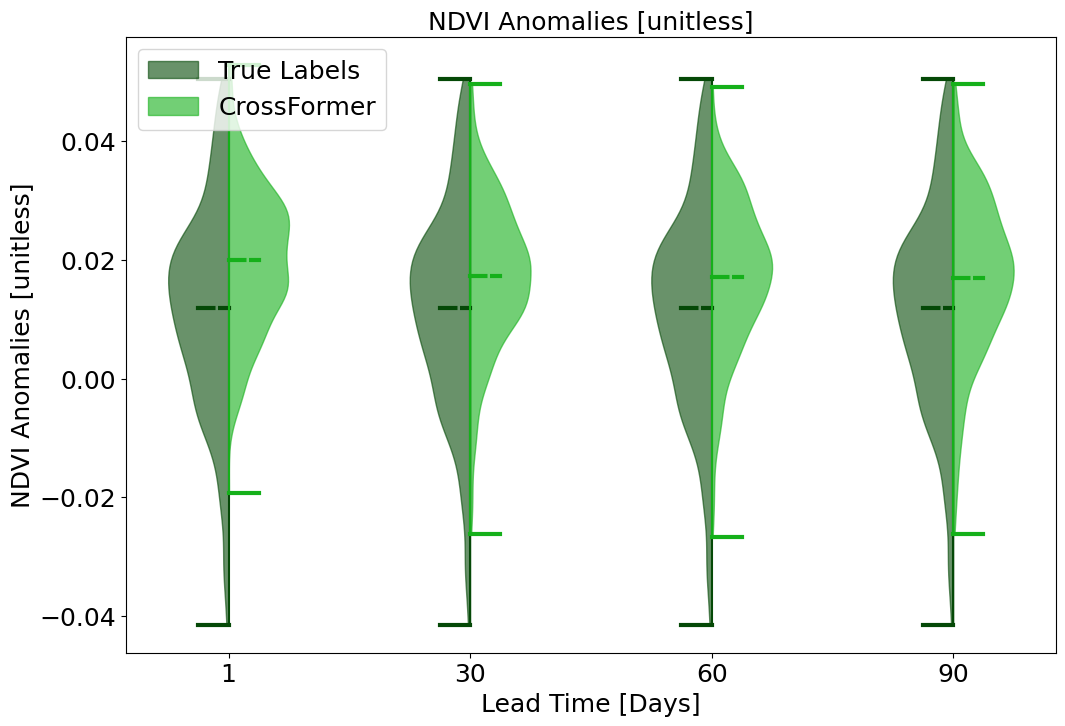 NDVI Anomalies [unitless]
True Labels
CrossFormer
0.04
0.02
0.00
−0.02
−0.04
NDVI Anomalies [unitless]
1 30 60 90
Lead Time [Days]